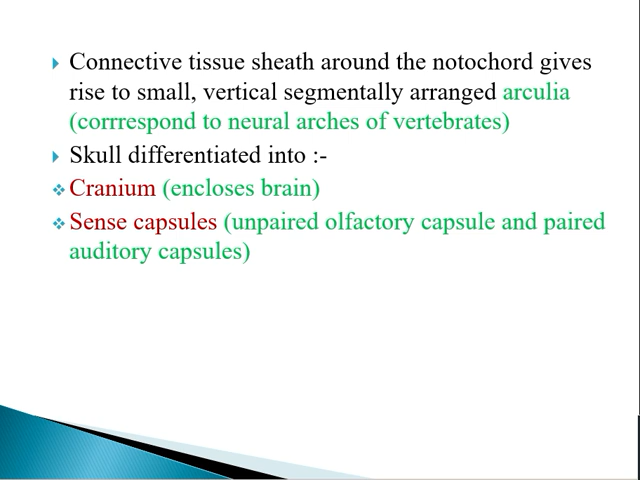 Connective tissue sheath around the notochord gives
rise to small, vertical segmentally arranged arculia
(corrrespond to neural arches of vertebrates)
Skull differentiated into :-
Cranium (encloses brain)
Sense capsules (unpaired olfactory capsule and paired
auditory capsules)